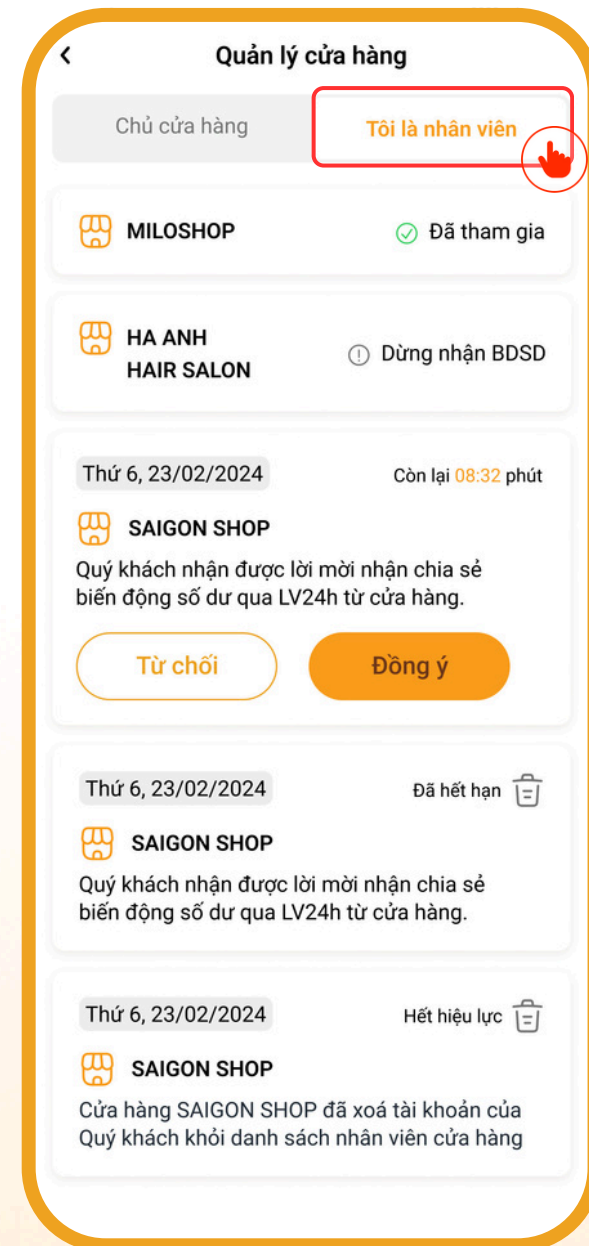 Quản lý cửa hàng
Chủ cửa hàng
Tôi là nhân viên
MILOSHOP
Đã tham gia
HA ANH
HAIR SALON
Dừng nhận BDSD
Thứ 6, 23/02/2024
Còn lại 08:32 phút
SAIGON SHOP
Quý khách nhận được lời mời nhận chia sẻ
biến động số dư qua LV24h từ cửa hàng.
Từ chối
Đồng ý
Thứ 6, 23/02/2024
Đã hết hạn
SAIGON SHOP
Quý khách nhận được lời mời nhận chia sẻ
biến động số dư qua LV24h từ cửa hàng.
Thứ 6, 23/02/2024
Hết hiệu lực
SAIGON SHOP
Cửa hàng SAIGON SHOP đã xoá tài khoản của
Quý khách khỏi danh sách nhân viên cửa hàng